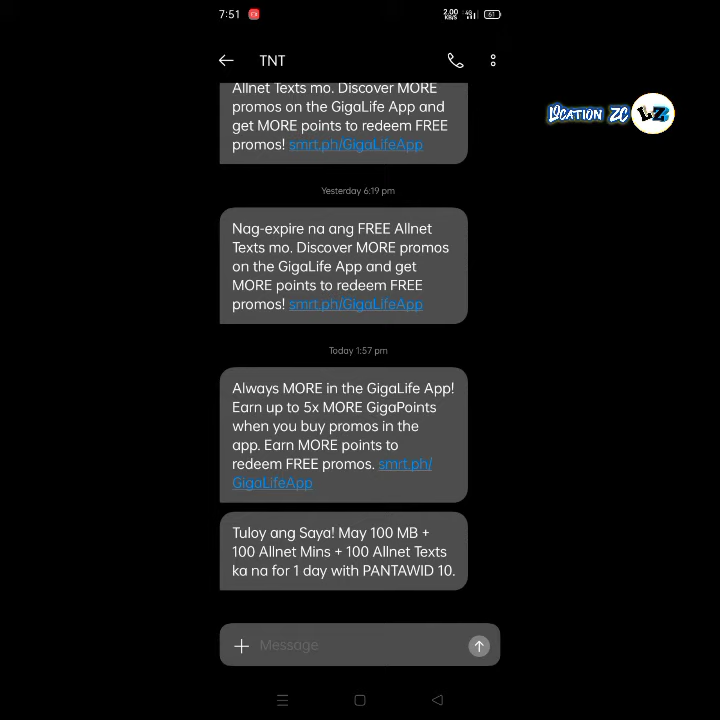 7:51
2.00
KB/S
4G
61
TNT
Allnet Texts mo. Discover MORE
promos on the GigaLife App and
get MORE points to redeem FREE
promos! smrt.ph/GigaLifeApp
Yesterday 6:19 pm
Nag-expire na ang FREE Allnet
Texts mo. Discover MORE promos
on the GigaLife App and get
MORE points to redeem FREE
promos! smrt.ph/GigaLifeApp
Today 1:57 pm
Always MORE in the GigaLife App!
Earn up to 5x MORE GigaPoints
when you buy promos in the
app. Earn MORE points to
redeem FREE promos. smrt.ph/
GigaLifeApp
Tuloy ang Saya! May 100 MB +
100 Allnet Mins + 100 Allnet Texts
ka na for 1 day with PANTAWID 10.
Message
LOCATION ZC